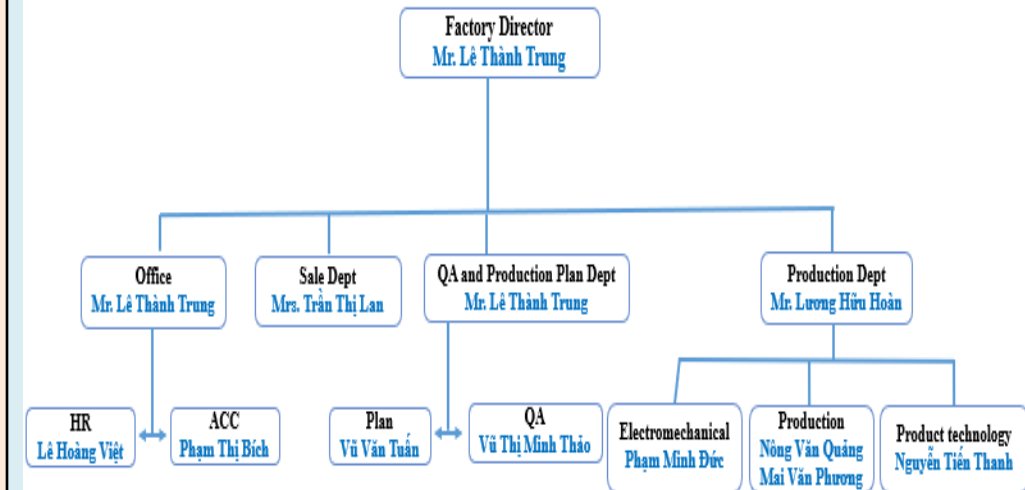 Factory Director
Mr. Lê Thành Trung
Office
Mr. Lê Thành Trung
Sale Dept
Mrs. Trần Thị Lan
QA and Production Plan Dept
Mr. Lê Thành Trung
Production Dept
Mr. Lương Hữu Hoàn
HR
Lê Hoàng Việt
ACC
Phạm Thị Bích
Plan
Vũ Văn Tuấn
QA
Vũ Thị Minh Thảo
Electromechanical
Phạm Minh Đức
Production
Nông Văn Quảng
Mai Văn Phương
Product technology
Nguyễn Tiến Thanh